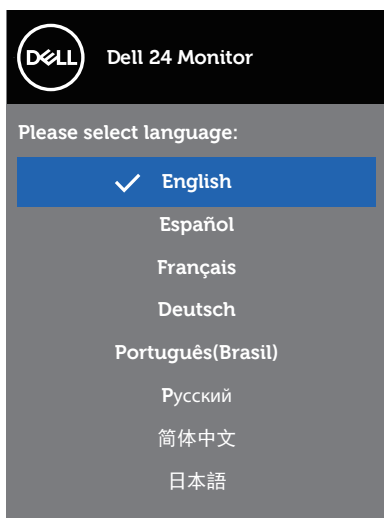 DELL
Dell 24 Monitor
Please select language:
English
Español
Français
Deutsch
Português(Brasil)
Русский
简体中文
日本語